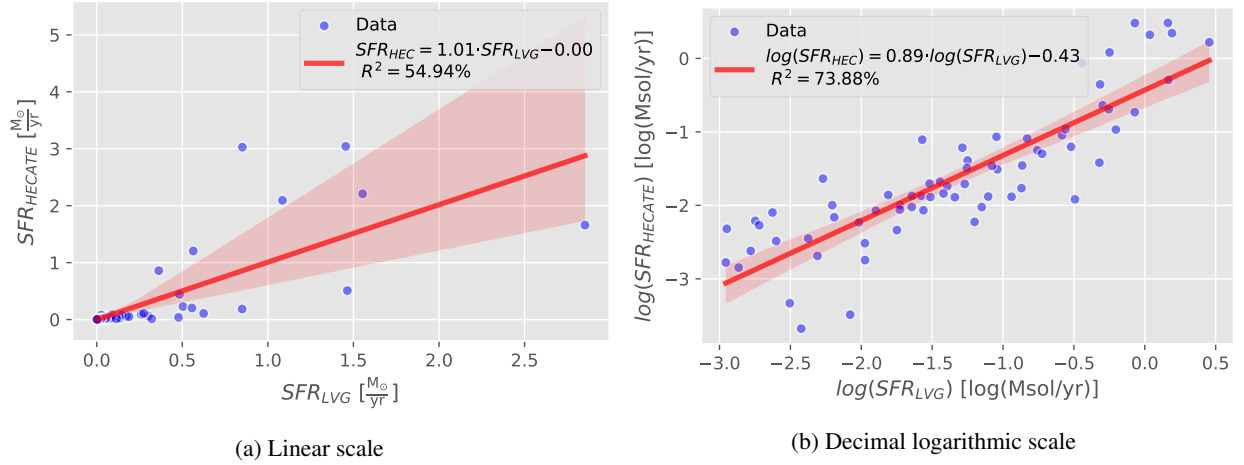 Data
SFR_HEC = 1.01·SFR_LVG−0.00
R² = 54.94%
5
4
3
2
1
0
SFR_HECATE [M⊙/yr]
0.0 0.5 1.0 1.5 2.0 2.5
SFR_LVG [M⊙/yr]
(a) Linear scale
Data
log(SFR_HEC) = 0.89·log(SFR_LVG)−0.43
R² = 73.88%
0
−1
−2
−3
log(SFR_HECATE) [log(Msol/yr)]
−3.0 −2.5 −2.0 −1.5 −1.0 −0.5 0.0 0.5
log(SFR_LVG) [log(Msol/yr)]
(b) Decimal logarithmic scale